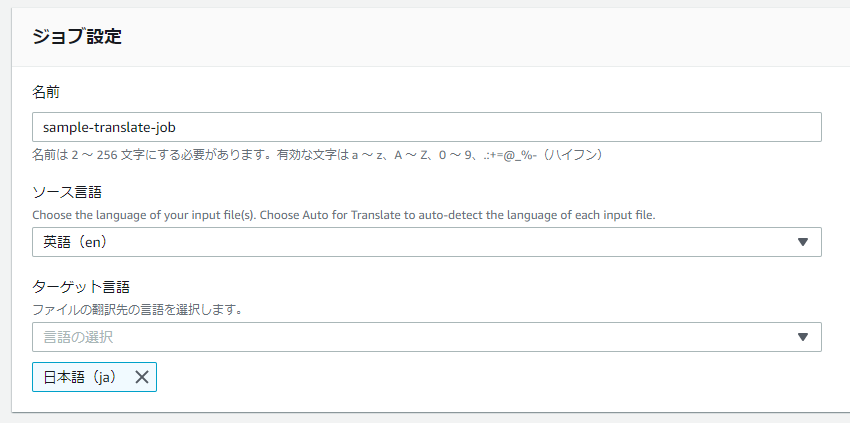 ジョブ設定
名前
sample-translate-job
名前は 2 ～ 256 文字にする必要があります。有効な文字は a ～ z、A ～ Z、0 ～ 9、.:+=@_%-（ハイフン）
ソース言語
Choose the language of your input file(s). Choose Auto for Translate to auto-detect the language of each input file.
英語（en）
ターゲット言語
ファイルの翻訳先の言語を選択します。
言語の選択
日本語（ja）